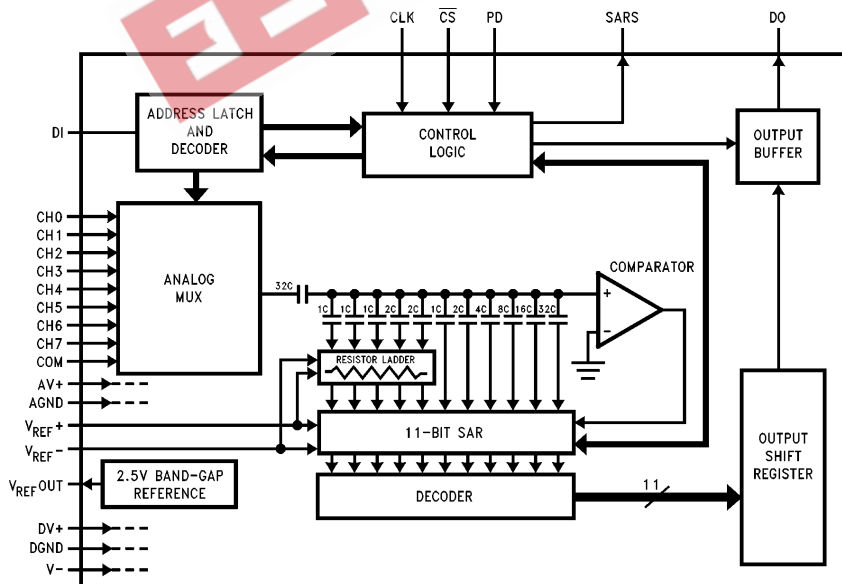 CLK CS PD SARS DO
DI
ADDRESS LATCH
AND
DECODER
CONTROL
LOGIC
OUTPUT
BUFFER
CH0
CH1
CH2
CH3
CH4
CH5
CH6
CH7
COM
ANALOG
MUX
32C
1C 1C 1C 2C 2C 1C 2C 4C 8C 16C 32C
COMPARATOR
+
−
RESISTOR LADDER
AV+
AGND
VREF+
VREF-
11-BIT SAR
VREFOUT
2.5V BAND-GAP
REFERENCE
DECODER
11
OUTPUT
SHIFT
REGISTER
DV+
DGND
V-